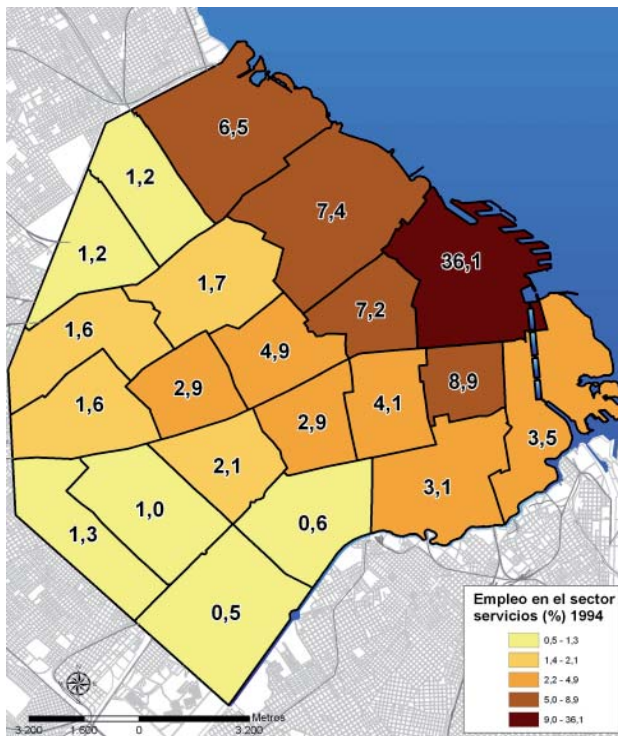 6,5
1,2
7,4
1,2
36,1
1,7
7,2
1,6
4,9
2,9
8,9
1,6
2,9
4,1
3,5
2,1
3,1
1,0
0,6
1,3
0,5
Empleo en el sector
servicios (%) 1994
0,5 - 1,3
1,4 - 2,1
2,2 - 4,9
5,0 - 8,9
9,0 - 36,1
3 200 1 600 0 3 200 Metros